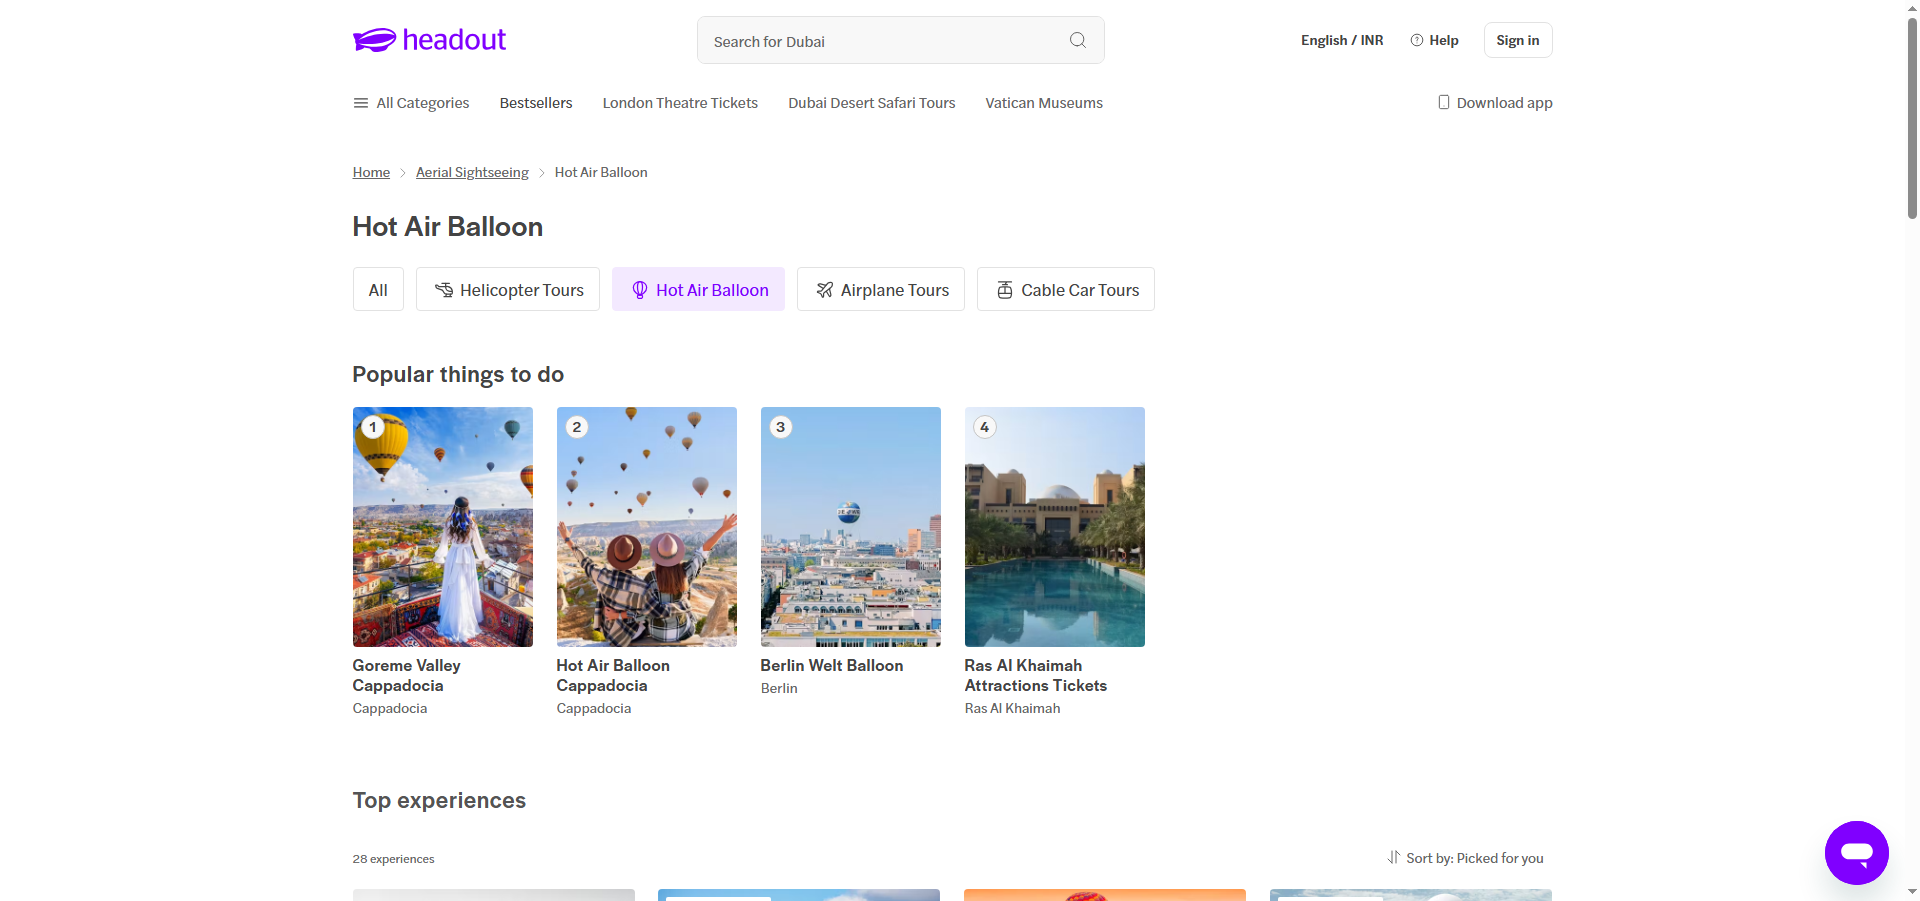 headout
Search for Dubai
English / INR
Help
Sign in
All Categories
Bestsellers
London Theatre Tickets
Dubai Desert Safari Tours
Vatican Museums
Download app
Home
Aerial Sightseeing
Hot Air Balloon
Hot Air Balloon
All
Helicopter Tours
Hot Air Balloon
Airplane Tours
Cable Car Tours
Popular things to do
1
2
3
4
Goreme Valley
Cappadocia
Cappadocia
Hot Air Balloon
Cappadocia
Cappadocia
Berlin Welt Balloon
Berlin
Ras Al Khaimah
Attractions Tickets
Ras Al Khaimah
Top experiences
28 experiences
Sort by: Picked for you